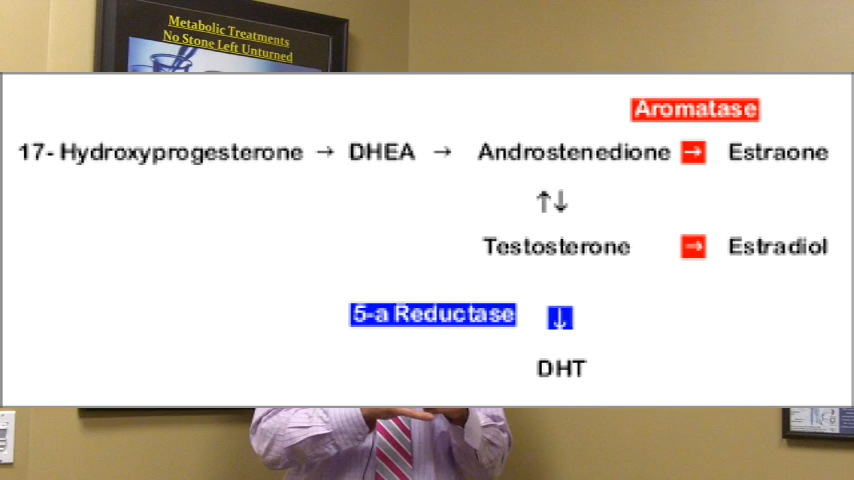 Metabolic Treatments
No Stone Left Unturned
Aromatase
17- Hydroxyprogesterone → DHEA → Androstenedione → Estraone
↑↓
Testosterone → Estradiol
5-a Reductase ↓
DHT